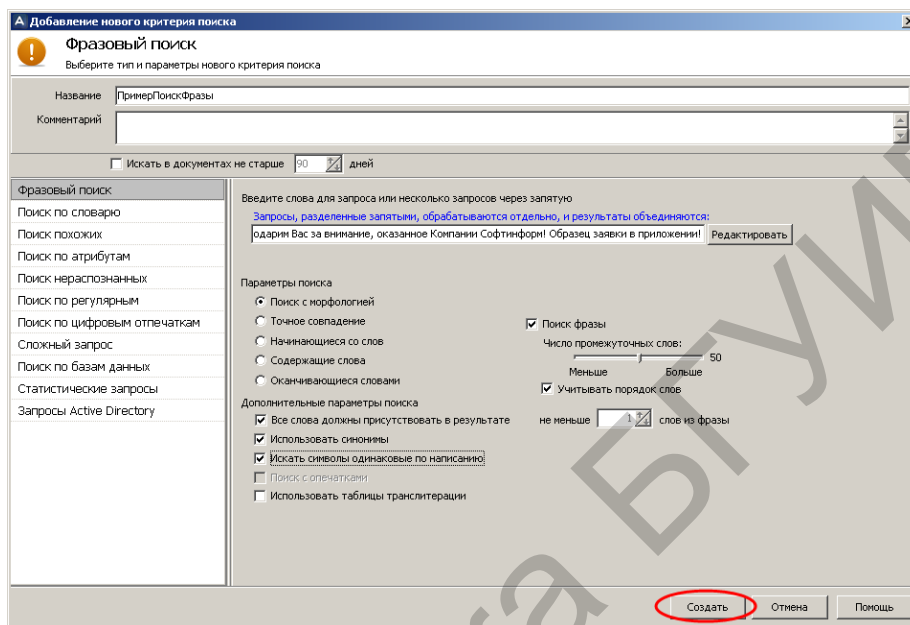 Добавление нового критерия поиска
Фразовый поиск
Выберите тип и параметры нового критерия поиска
Название ПримерПоискФразы
Комментарий
Искать в документах не старше 90 дней
Фразовый поиск
Поиск по словарю
Поиск похожих
Поиск по атрибутам
Поиск нераспознанных
Поиск по регулярным
Поиск по цифровым отпечаткам
Сложный запрос
Поиск по базам данных
Статистические запросы
Запросы Active Directory
Введите слова для запроса или несколько запросов через запятую
Запросы, разделенные запятыми, обрабатываются отдельно, и результаты объединяются:
одарим Вас за внимание, оказанное Компании Софтинформ! Образец заявки в приложении! Редактировать
Параметры поиска
Поиск с морфологией
Точное совпадение
Начинающиеся со слов
Содержащие слова
Оканчивающиеся словами
Поиск фразы
Число промежуточных слов:
50
Меньше Больше
Учитывать порядок слов
Дополнительные параметры поиска
Все слова должны присутствовать в результате не меньше 1 слов из фразы
Использовать синонимы
Искать символы одинаковые по написанию
Поиск с опечатками
Использовать таблицы транслитерации
Создать Отмена Помощь